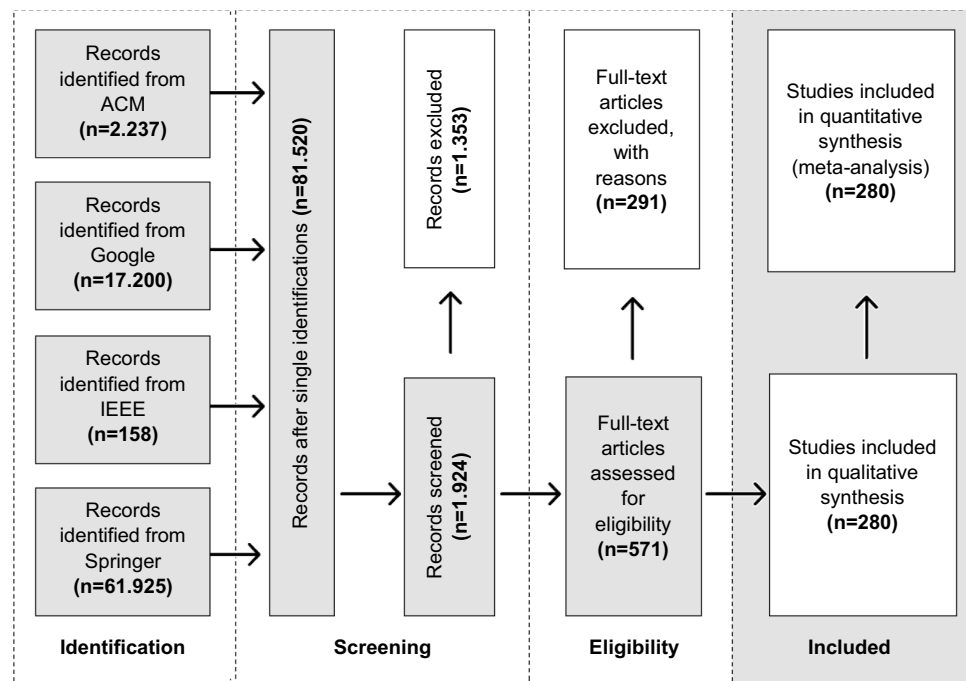 Records
identified from
ACM
(n=2.237)
Records
identified from
Google
(n=17.200)
Records
identified from
IEEE
(n=158)
Records
identified from
Springer
(n=61.925)
Identification
Records after single identifications (n=81.520)
Records excluded
(n=1.353)
Records screened
(n=1.924)
Screening
Full-text
articles
excluded,
with
reasons
(n=291)
Full-text
articles
assessed
for
eligibility
(n=571)
Eligibility
Studies included
in quantitative
synthesis
(meta-analysis)
(n=280)
Studies included
in qualitative
synthesis
(n=280)
Included